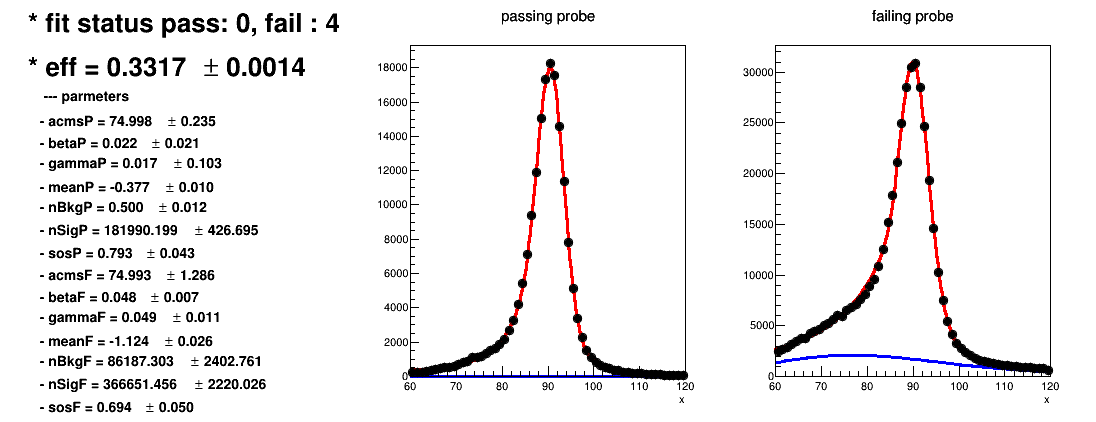 * fit status pass: 0, fail : 4
* eff = 0.3317 ± 0.0014
--- parmeters
- acmsP = 74.998 ± 0.235
- betaP = 0.022 ± 0.021
- gammaP = 0.017 ± 0.103
- meanP = -0.377 ± 0.010
- nBkgP = 0.500 ± 0.012
- nSigP = 181990.199 ± 426.695
- sosP = 0.793 ± 0.043
- acmsF = 74.993 ± 1.286
- betaF = 0.048 ± 0.007
- gammaF = 0.049 ± 0.011
- meanF = -1.124 ± 0.026
- nBkgF = 86187.303 ± 2402.761
- nSigF = 366651.456 ± 2220.026
- sosF = 0.694 ± 0.050
passing probe
18000
16000
14000
12000
10000
8000
6000
4000
2000
0
60 70 80 90 100 110 120
x
failing probe
30000
25000
20000
15000
10000
5000
0
60 70 80 90 100 110 120
x